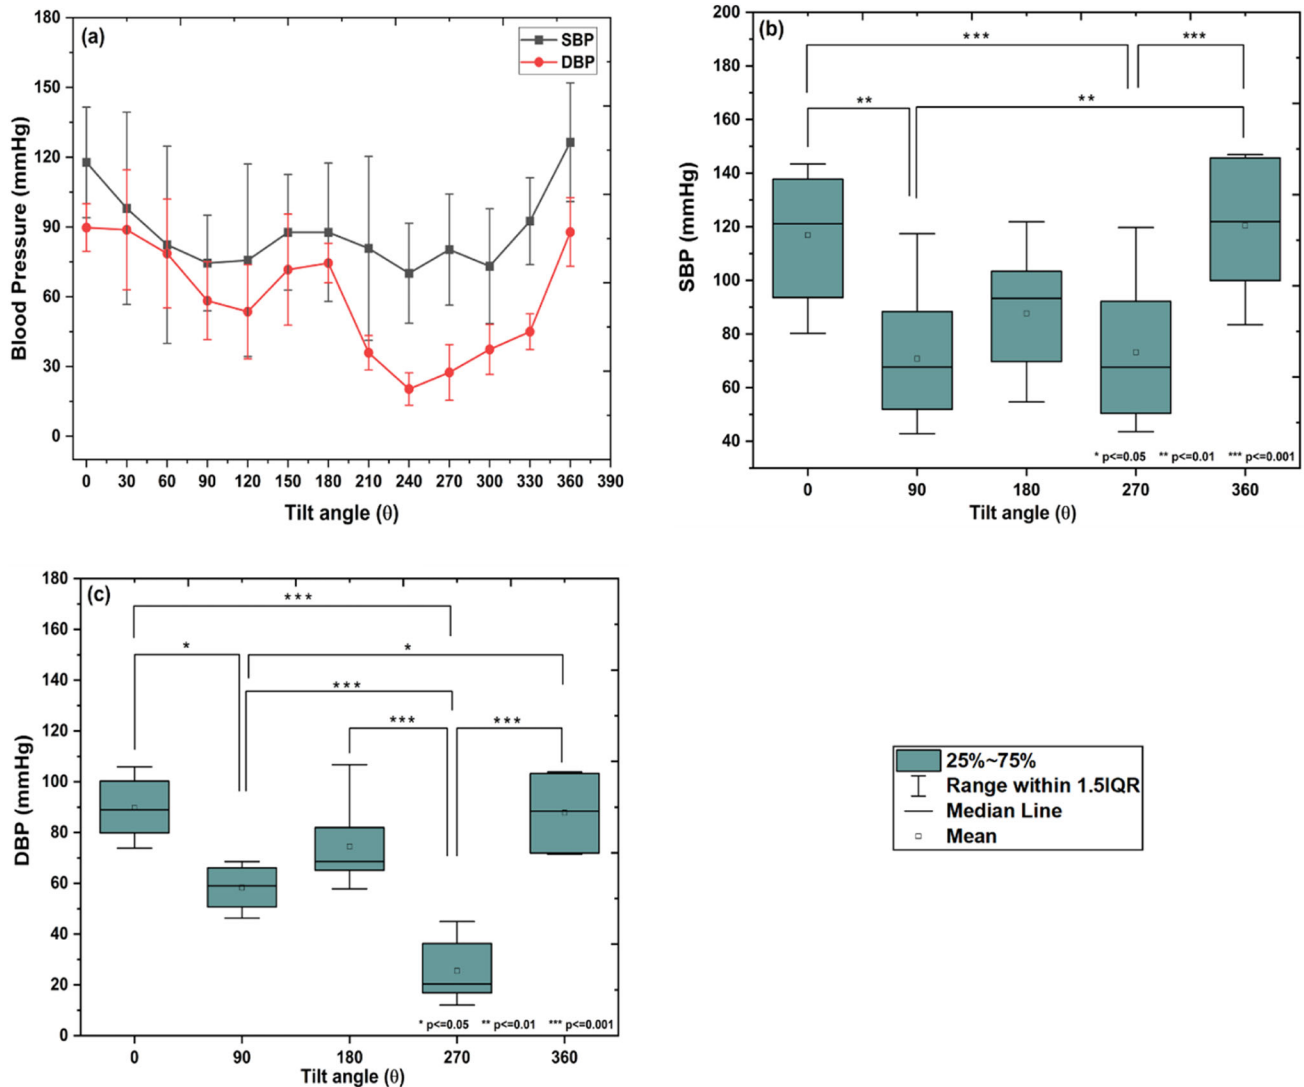 (a)
SBP
DBP
Blood Pressure (mmHg)
180
150
120
90
60
30
0
0 30 60 90 120 150 180 210 240 270 300 330 360 390
Tilt angle (θ)
(b)
SBP (mmHg)
200
180
160
140
120
100
80
60
40
*** ***
** **
* p<=0.05 ** p<=0.01 *** p<=0.001
0 90 180 270 360
Tilt angle (θ)
(c)
DBP (mmHg)
180
160
140
120
100
80
60
40
20
0
***
* *
***
*** ***
* p<=0.05 ** p<=0.01 *** p<=0.001
0 90 180 270 360
Tilt angle (θ)
25%~75%
Range within 1.5IQR
Median Line
Mean